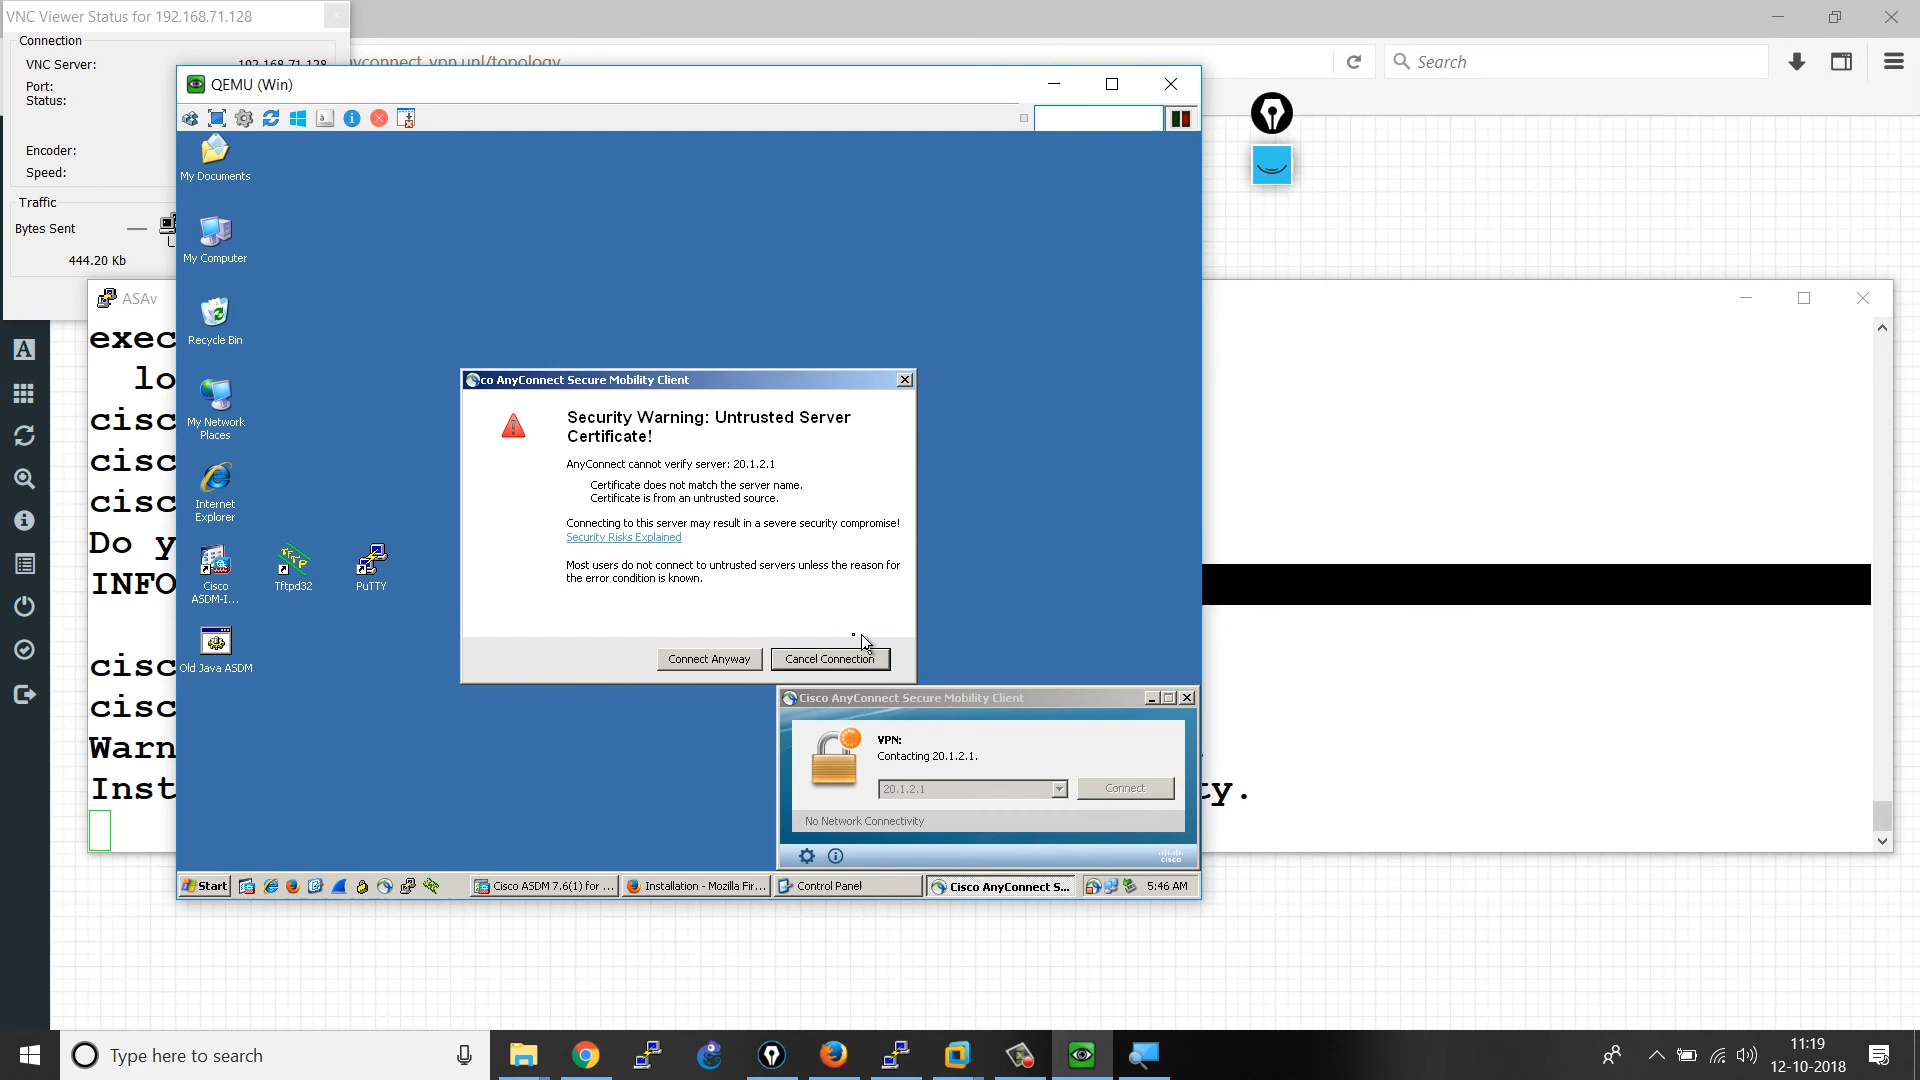 VNC Viewer Status for 192.168.71.128
Connection
VNC Server:
192.168.71.128
Port:
Status:
Encoder:
Speed:
Traffic
Bytes Sent
444.20 Kb
yconnect_vpn.unl/topology
Search
QEMU (Win)
My Documents
My Computer
Recycle Bin
My Network
Places
Internet
Explorer
Cisco
ASDM-I...
Tftpd32
PuTTY
Old Java ASDM
co AnyConnect Secure Mobility Client
Security Warning: Untrusted Server
Certificate!
AnyConnect cannot verify server: 20.1.2.1
Certificate does not match the server name.
Certificate is from an untrusted source.
Connecting to this server may result in a severe security compromise!
Security Risks Explained
Most users do not connect to untrusted servers unless the reason for
the error condition is known.
Connect Anyway
Cancel Connection
Cisco AnyConnect Secure Mobility Client
VPN:
Contacting 20.1.2.1.
20.1.2.1
Connect
No Network Connectivity
CISCO
Start
Cisco ASDM 7.6(1) for ...
Installation - Mozilla Fir...
Control Panel
Cisco AnyConnect S...
5:46 AM
ASAv
exec
lo
cisc
cisc
cisc
Do y
INFO
cisc
cisc
Warn
Inst
ty.
Type here to search
11:19
12-10-2018